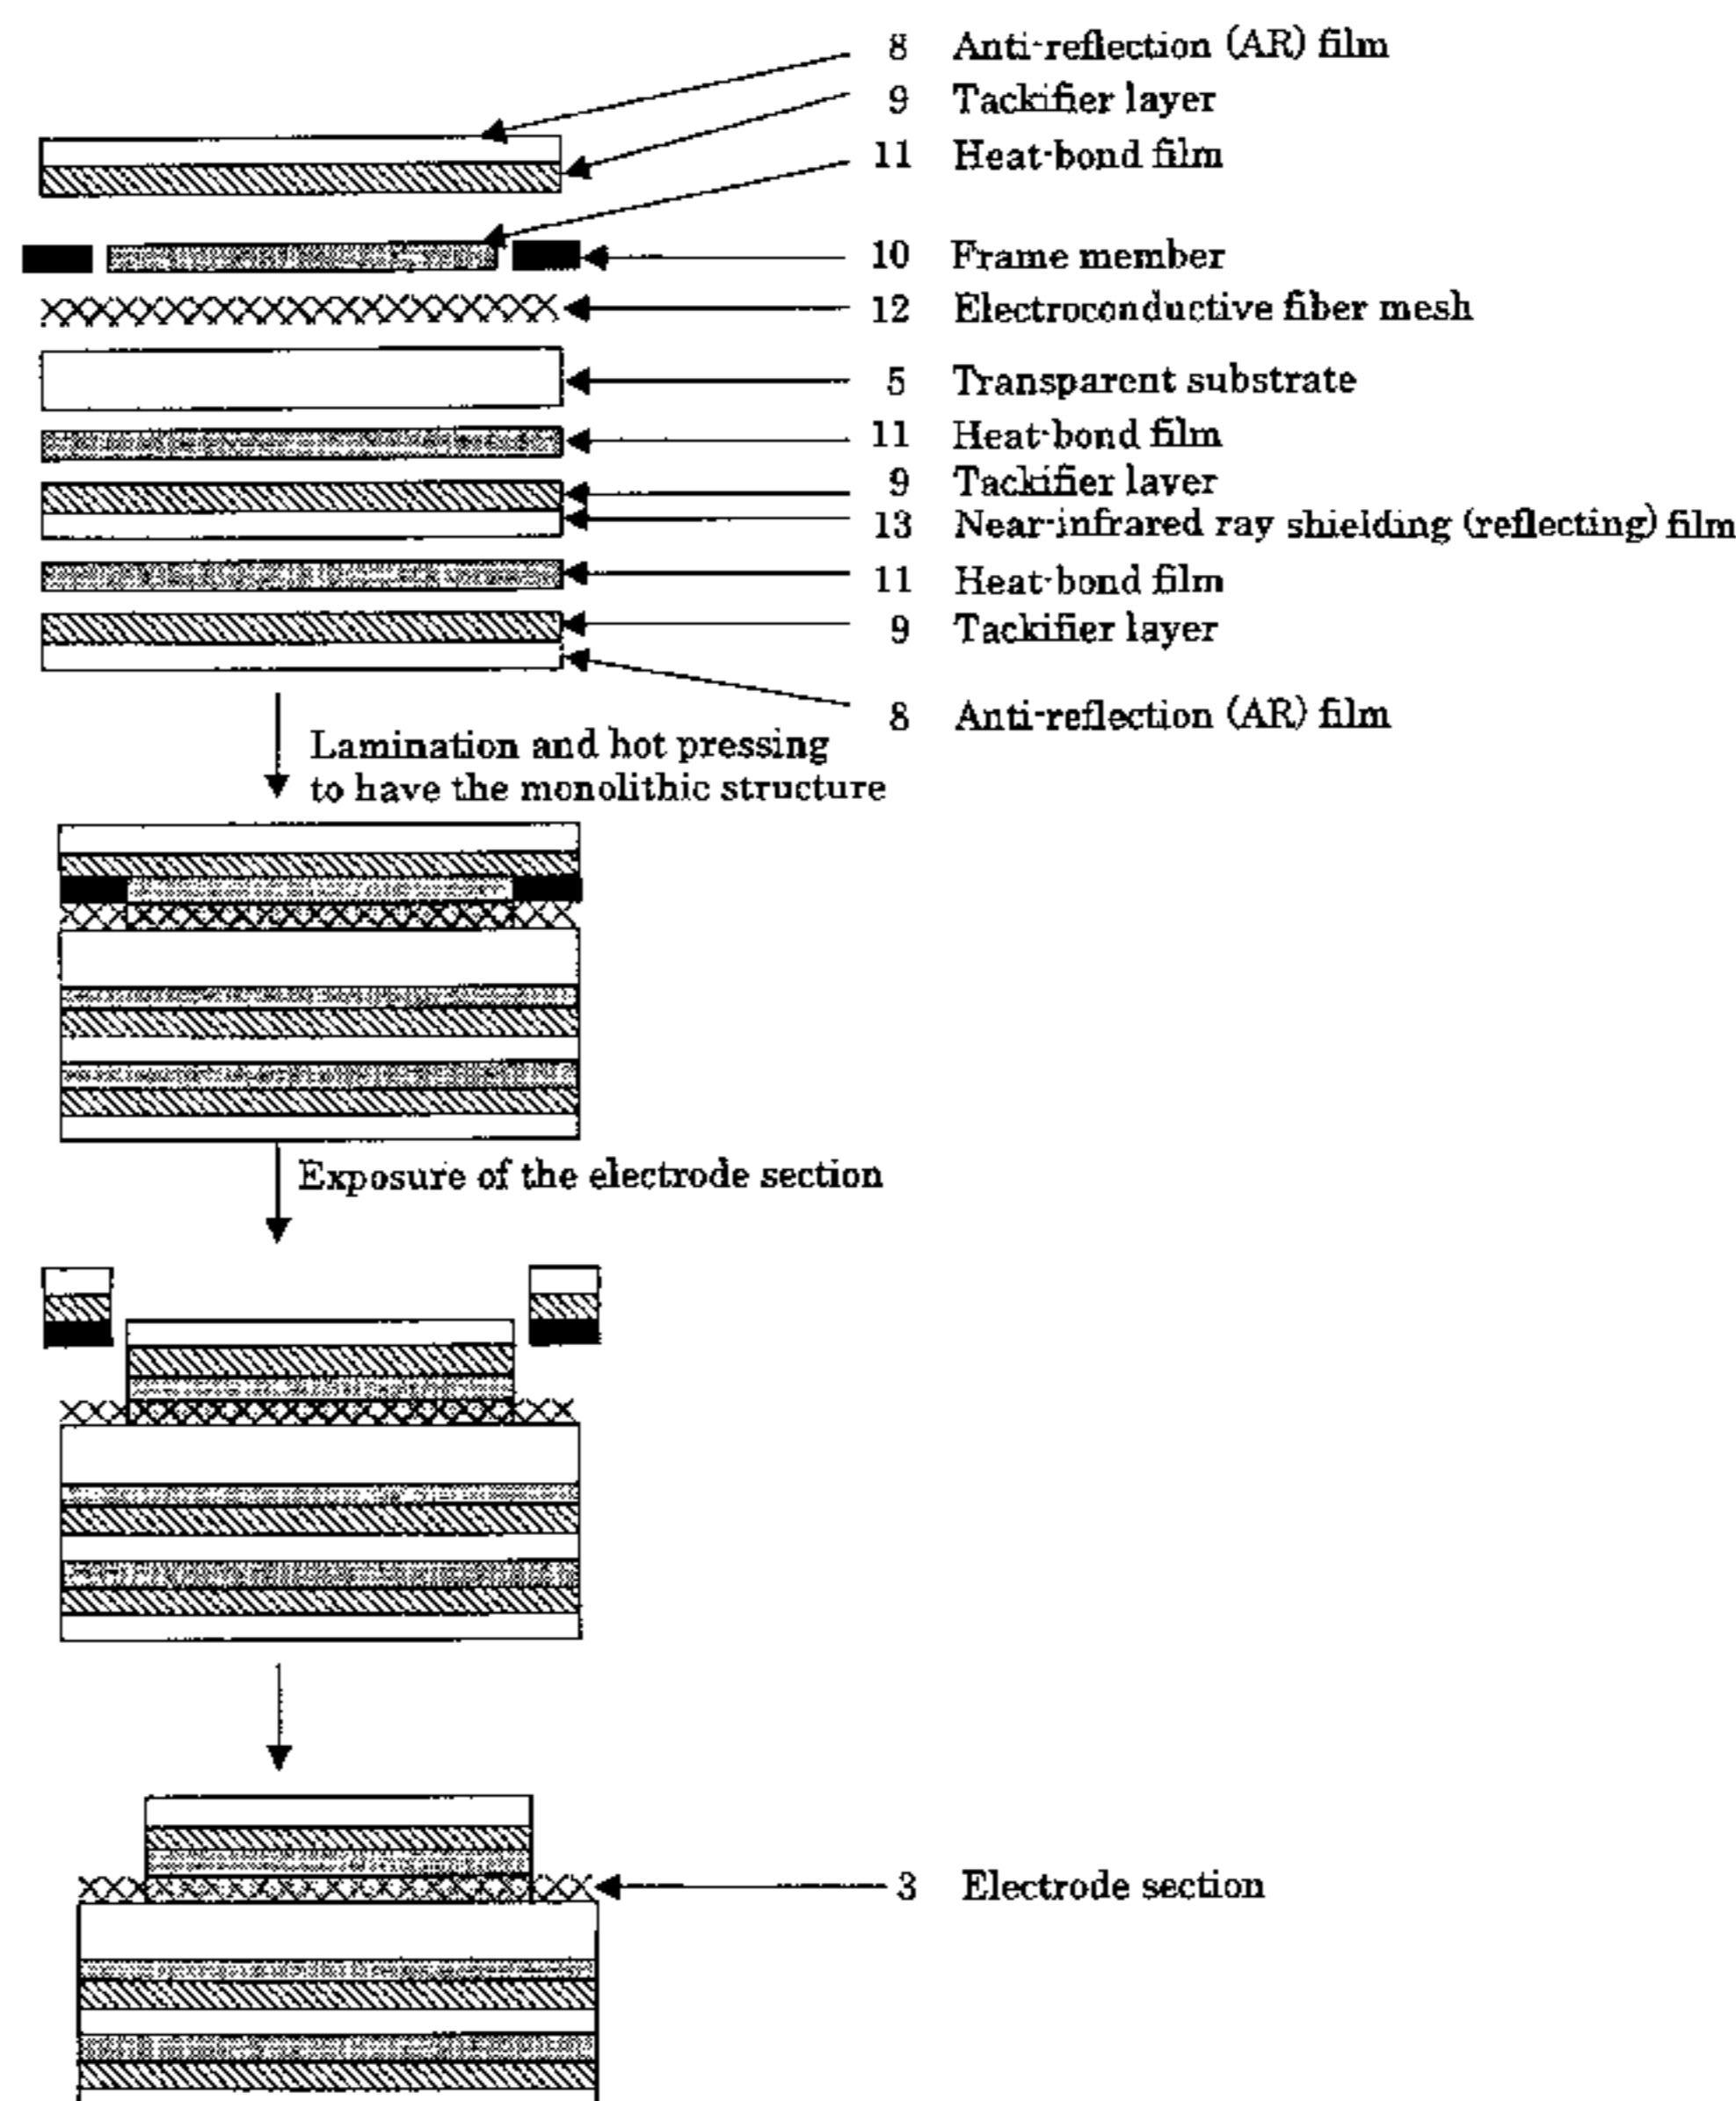 8 Anti-reflection (AR) film
9 Tackifier layer
11 Heat-bond film
10 Frame member
12 Electroconductive fiber mesh
5 Transparent substrate
11 Heat-bond film
9 Tackifier layer
13 Near-infrared ray shielding (reflecting) film
11 Heat-bond film
9 Tackifier layer
8 Anti-reflection (AR) film
Lamination and hot pressing
to have the monolithic structure
Exposure of the electrode section
3 Electrode section